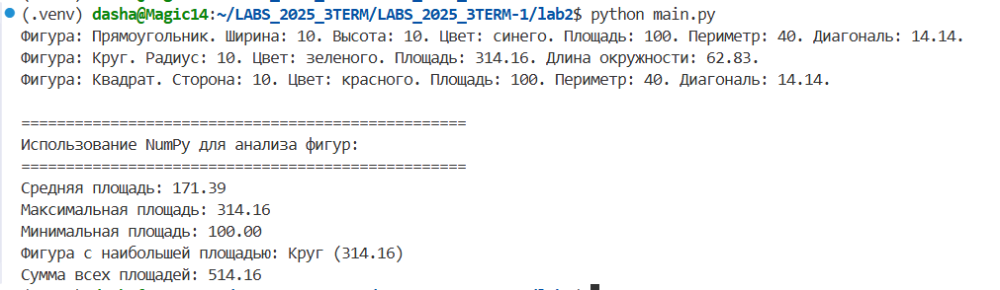 (.venv) dasha@Magic14:~/LABS_2025_3TERM/LABS_2025_3TERM-1/lab2$ python main.py
Фигура: Прямоугольник. Ширина: 10. Высота: 10. Цвет: синего. Площадь: 100. Периметр: 40. Диагональ: 14.14.
Фигура: Круг. Радиус: 10. Цвет: зеленого. Площадь: 314.16. Длина окружности: 62.83.
Фигура: Квадрат. Сторона: 10. Цвет: красного. Площадь: 100. Периметр: 40. Диагональ: 14.14.
==================================================
Использование NumPy для анализа фигур:
==================================================
Средняя площадь: 171.39
Максимальная площадь: 314.16
Минимальная площадь: 100.00
Фигура с наибольшей площадью: Круг (314.16)
Сумма всех площадей: 514.16